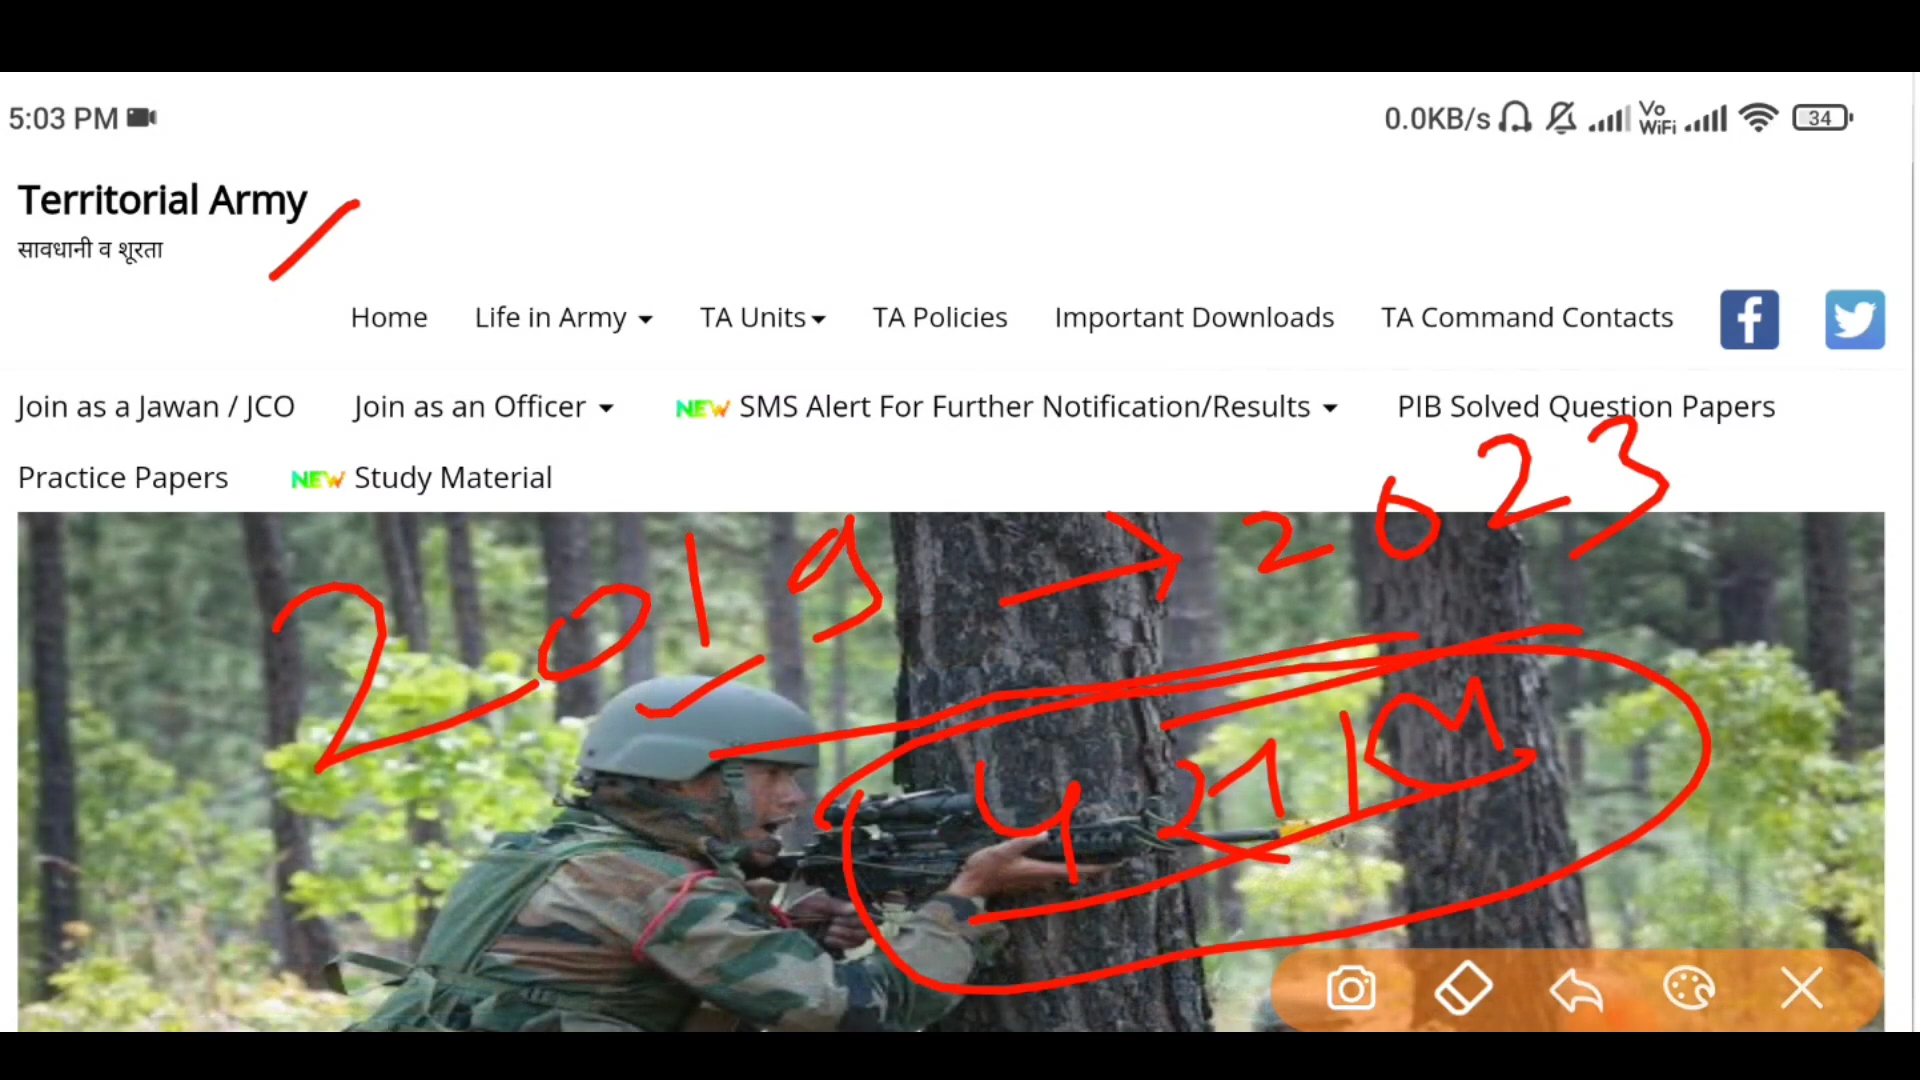 5:03 PM 0.0KB/s Vo WiFi 34
Territorial Army
सावधानी व शूरता
Home Life in Army TA Units TA Policies Important Downloads TA Command Contacts
Join as a Jawan / JCO Join as an Officer NEW SMS Alert For Further Notification/Results PIB Solved Question Papers
Practice Papers NEW Study Material
2019 → 2023